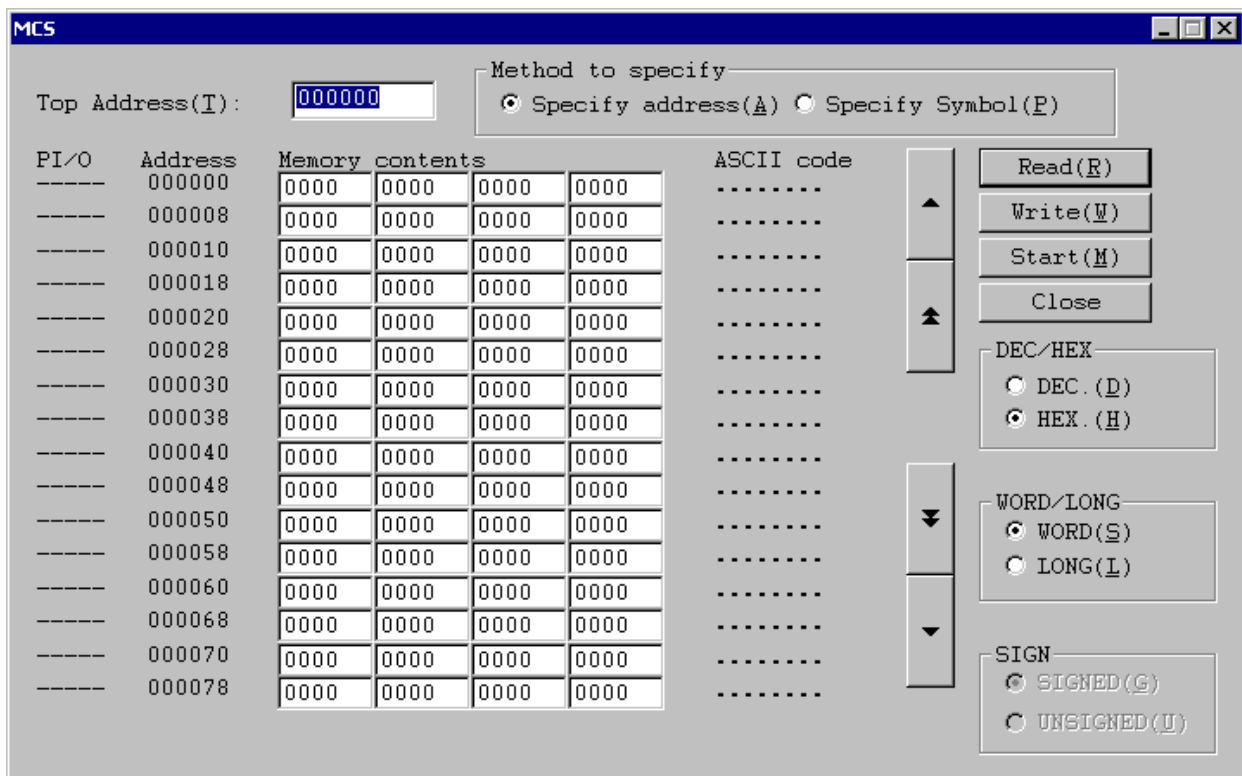 MCS
Method to specify
Top Address(T): 000000 Specify address(A) Specify Symbol(P)
PI/O Address Memory contents ASCII code
----- 000000 0000 0000 0000 0000 ........
----- 000008 0000 0000 0000 0000 ........
----- 000010 0000 0000 0000 0000 ........
----- 000018 0000 0000 0000 0000 ........
----- 000020 0000 0000 0000 0000 ........
----- 000028 0000 0000 0000 0000 ........
----- 000030 0000 0000 0000 0000 ........
----- 000038 0000 0000 0000 0000 ........
----- 000040 0000 0000 0000 0000 ........
----- 000048 0000 0000 0000 0000 ........
----- 000050 0000 0000 0000 0000 ........
----- 000058 0000 0000 0000 0000 ........
----- 000060 0000 0000 0000 0000 ........
----- 000068 0000 0000 0000 0000 ........
----- 000070 0000 0000 0000 0000 ........
----- 000078 0000 0000 0000 0000 ........
Read(R)
Write(W)
Start(M)
Close
DEC/HEX
DEC.(D)
HEX.(H)
WORD/LONG
WORD(S)
LONG(L)
SIGN
SIGNED(G)
UNSIGNED(U)